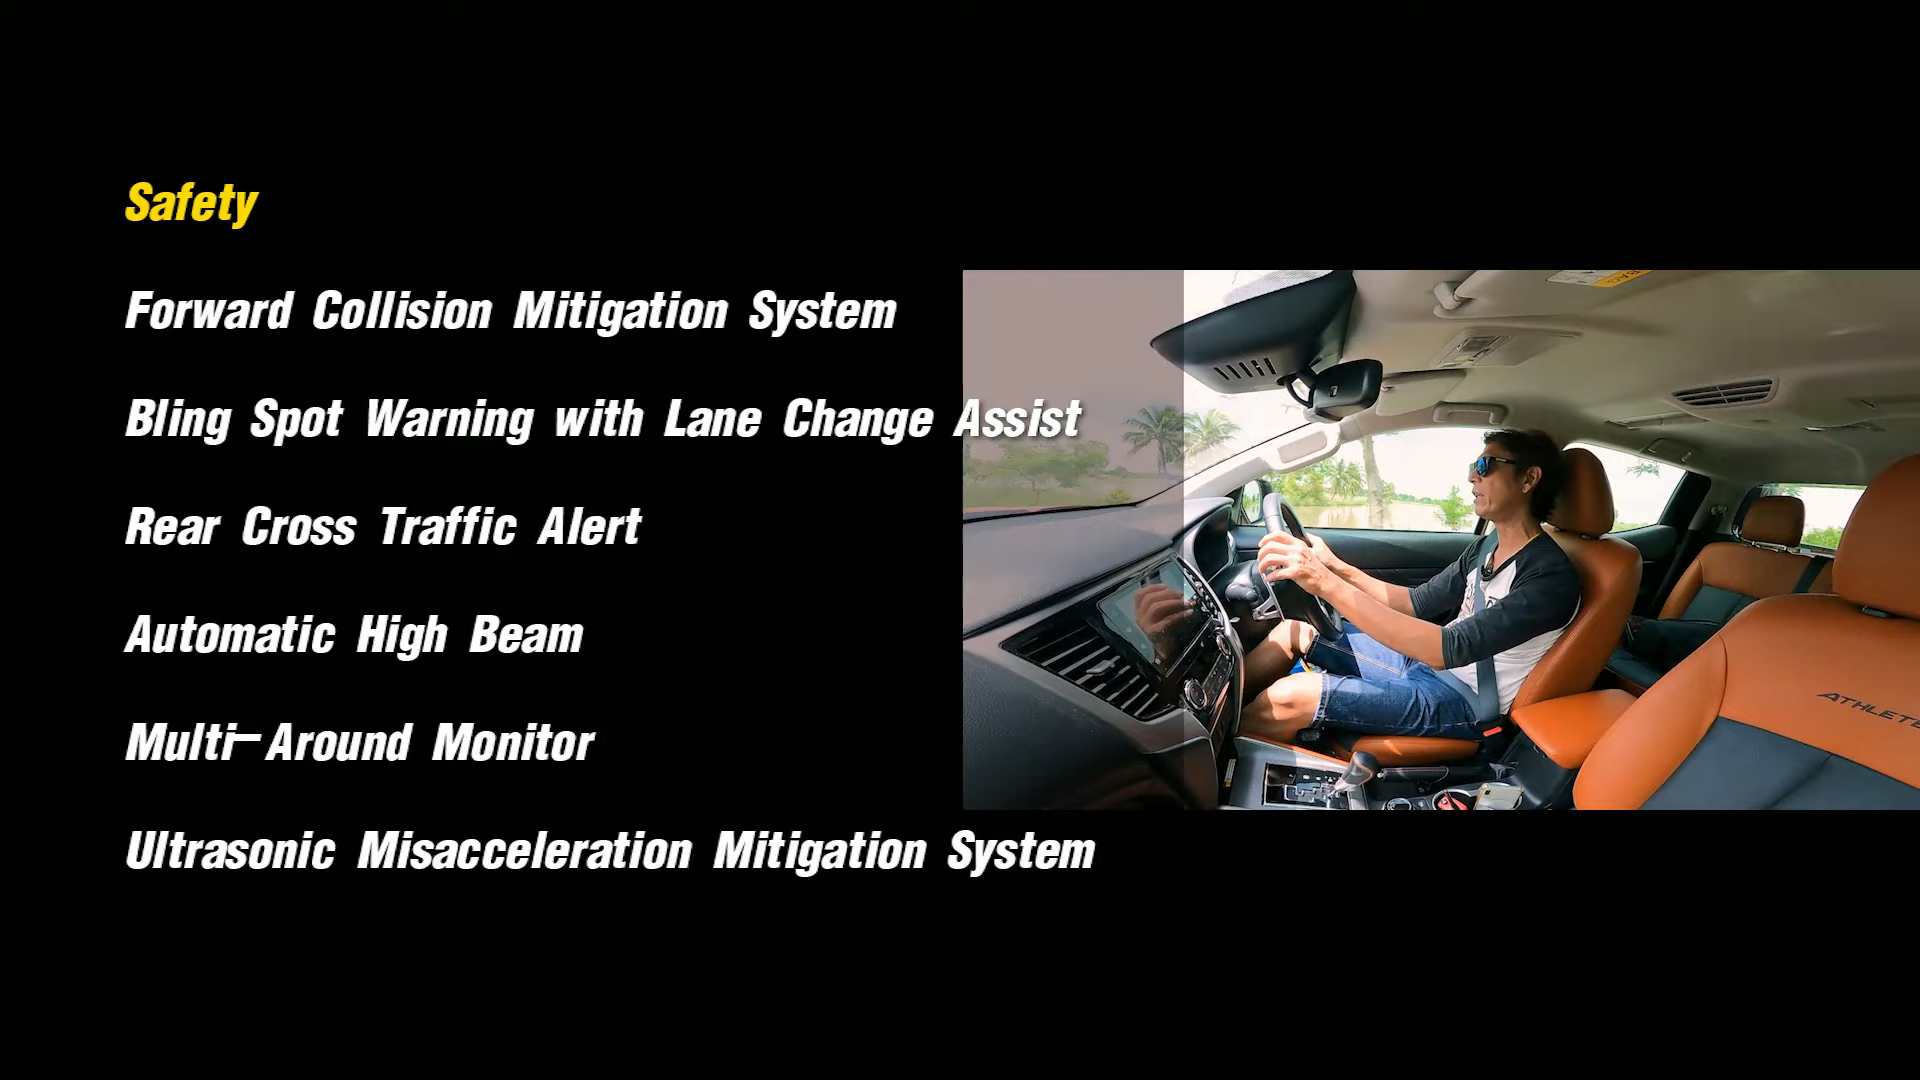 Safety
Forward Collision Mitigation System
Bling Spot Warning with Lane Change Assist
Rear Cross Traffic Alert
Automatic High Beam
Multi-Around Monitor
Ultrasonic Misacceleration Mitigation System
ATHLETE